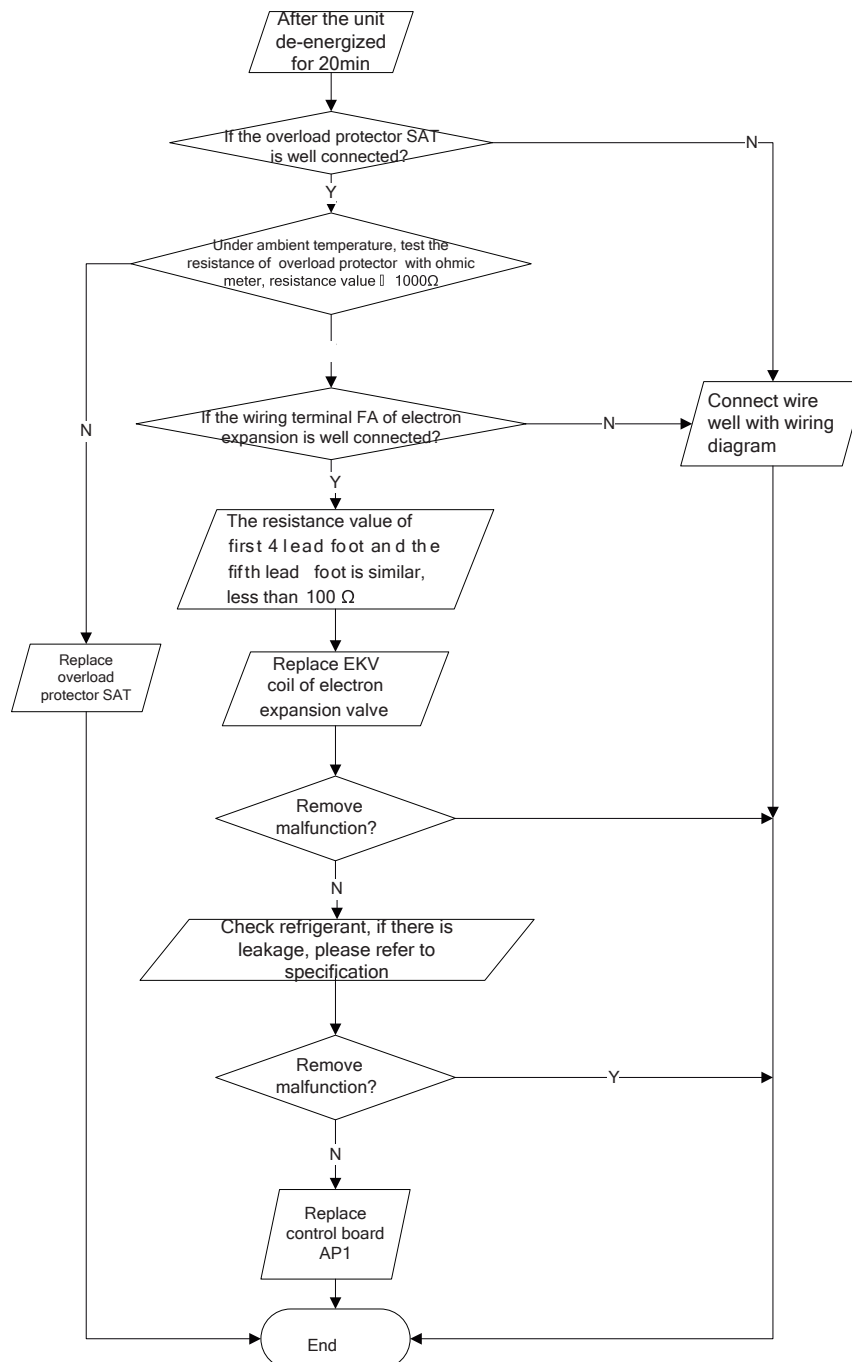 After the unit
de-energized
for 20min
If the overload protector SAT
is well connected?
N
Y
Under ambient temperature, test the
resistance of overload protector with ohmic
meter, resistance value 1000Ω
N
If the wiring terminal FA of electron
expansion is well connected?
N
Connect wire
well with wiring
diagram
Y
The resistance value of
first 4 lead foot and the
fifth lead foot is similar,
less than 100 Ω
Replace
overload
protector SAT
Replace EKV
coil of electron
expansion valve
Remove
malfunction?
N
Check refrigerant, if there is
leakage, please refer to
specification
Remove
malfunction?
Y
N
Replace
control board
AP1
End